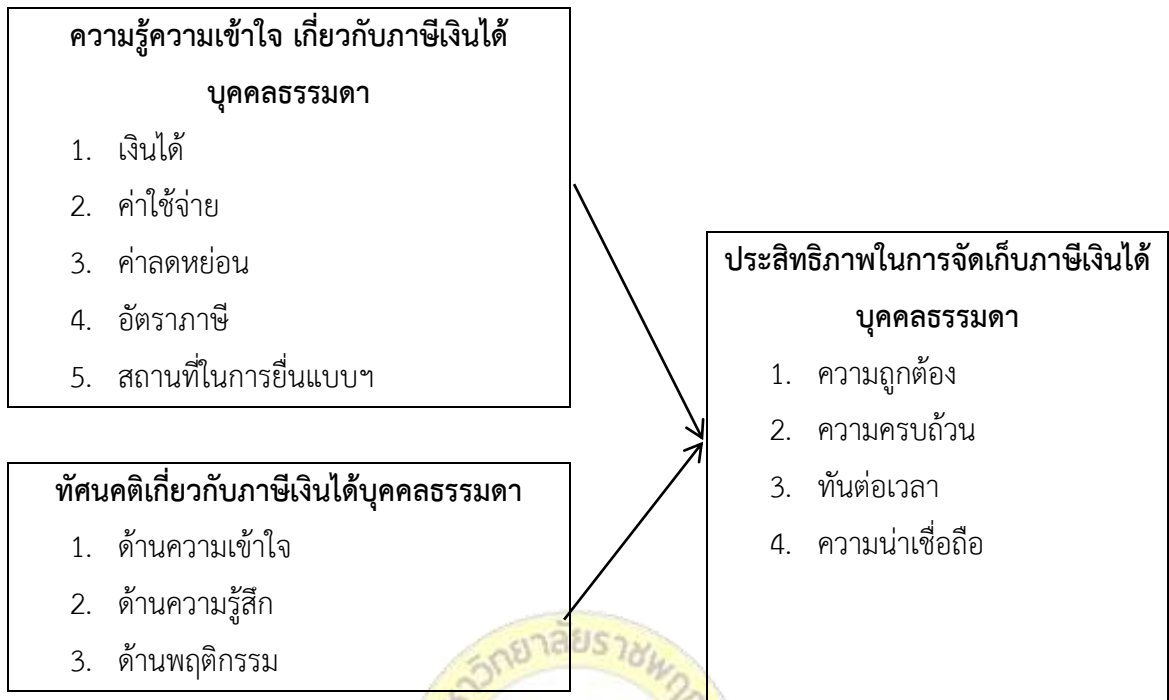 ความรู้ความเข้าใจ เกี่ยวกับภาษีเงินได้
บุคคลธรรมดา
1. เงินได้
2. ค่าใช้จ่าย
3. ค่าลดหย่อน
4. อัตราภาษี
5. สถานที่ในการยื่นแบบฯ
ทัศนคติเกี่ยวกับภาษีเงินได้บุคคลธรรมดา
1. ด้านความเข้าใจ
2. ด้านความรู้สึก
3. ด้านพฤติกรรม
ประสิทธิภาพในการจัดเก็บภาษีเงินได้
บุคคลธรรมดา
1. ความถูกต้อง
2. ความครบถ้วน
3. ทันต่อเวลา
4. ความน่าเชื่อถือ